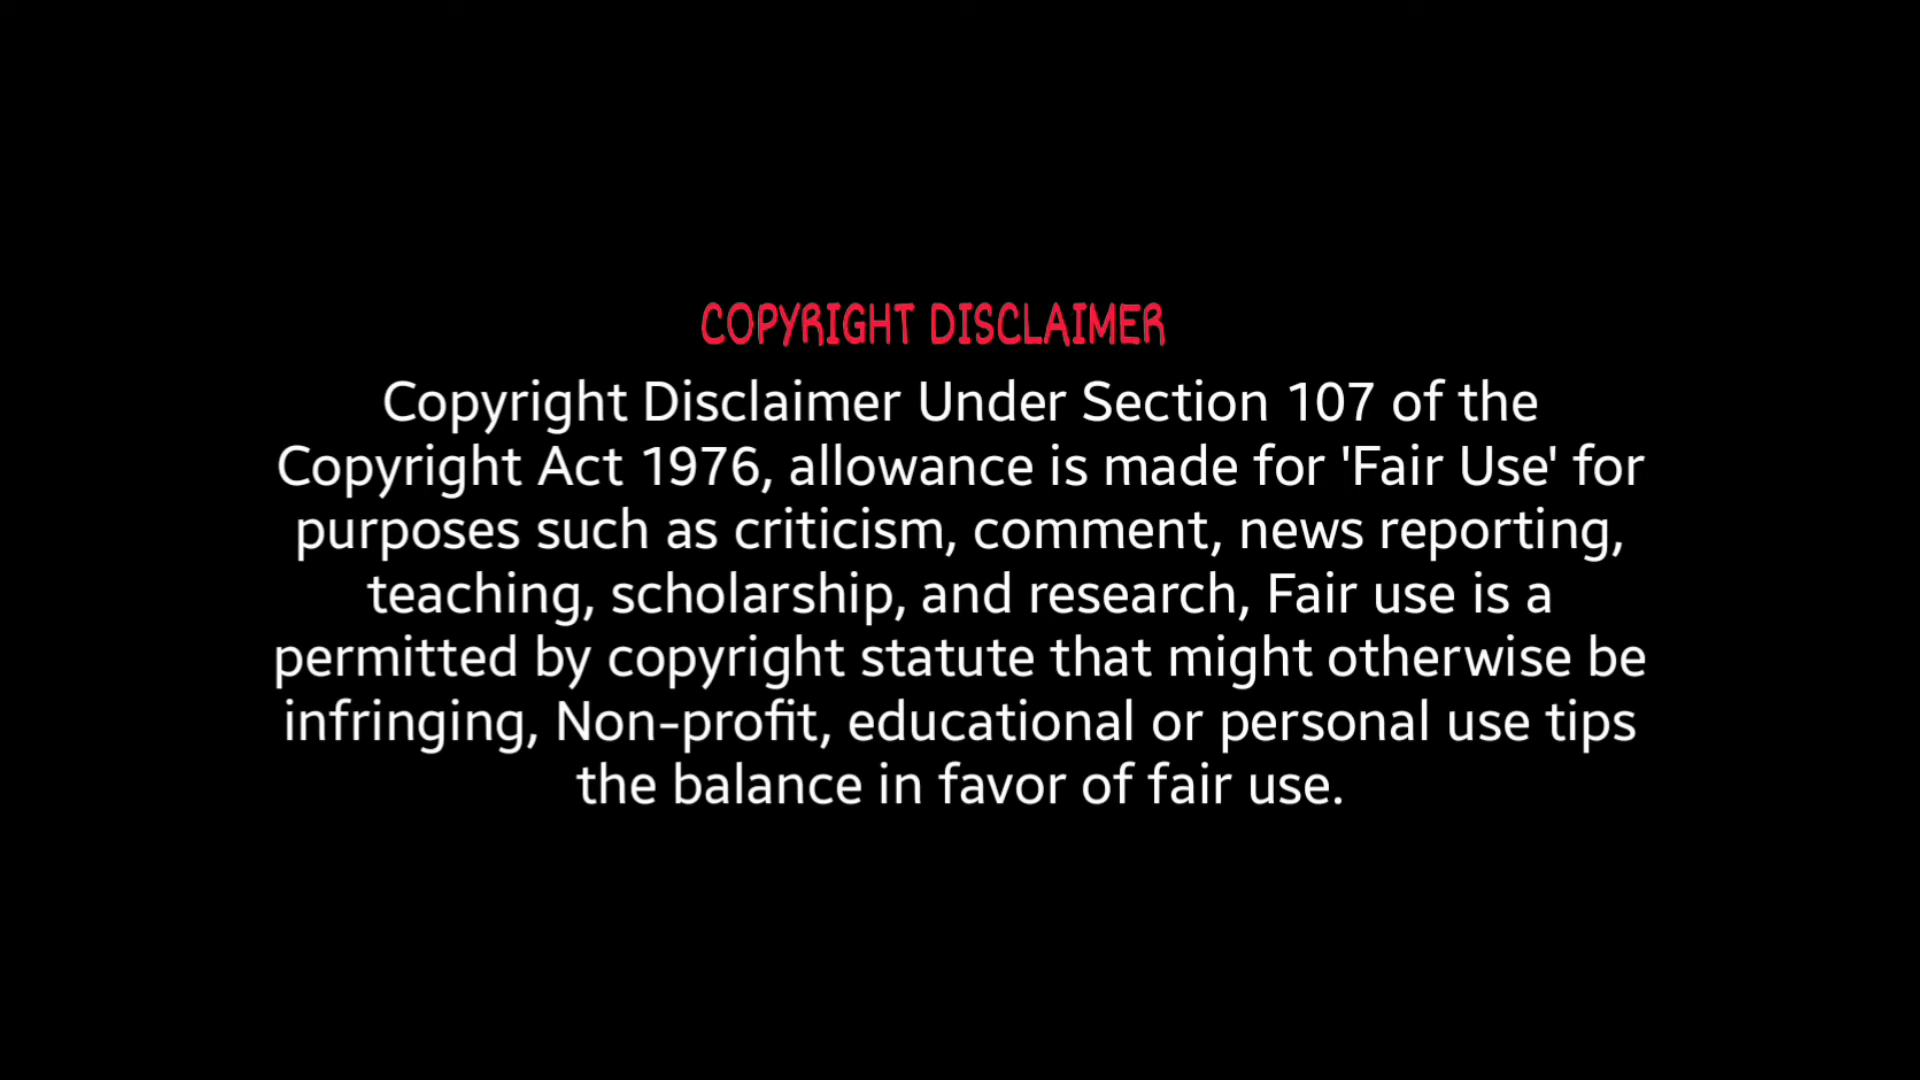 COPYRIGHT DISCLAIMER
Copyright Disclaimer Under Section 107 of the
Copyright Act 1976, allowance is made for 'Fair Use' for
purposes such as criticism, comment, news reporting,
teaching, scholarship, and research, Fair use is a
permitted by copyright statute that might otherwise be
infringing, Non-profit, educational or personal use tips
the balance in favor of fair use.